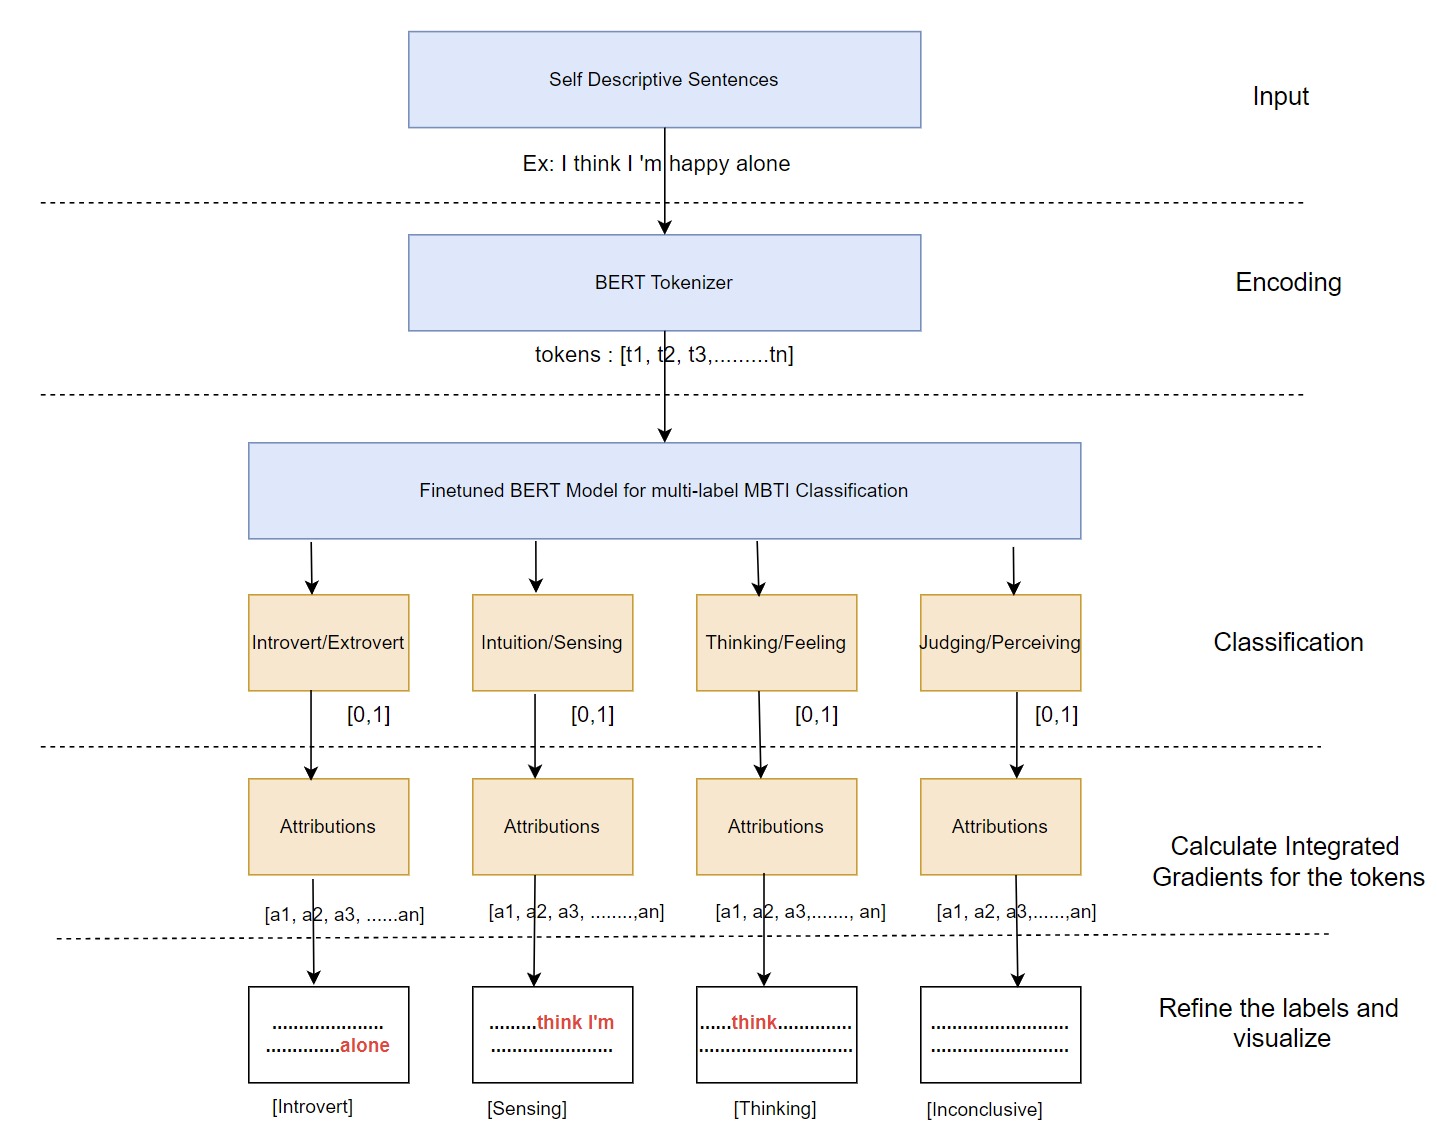 Self Descriptive Sentences
Input
Ex: I think I 'm happy alone
BERT Tokenizer
Encoding
tokens : [t1, t2, t3,.........tn]
Finetuned BERT Model for multi-label MBTI Classification
Introvert/Extrovert
Intuition/Sensing
Thinking/Feeling
Judging/Perceiving
Classification
[0,1]
[0,1]
[0,1]
[0,1]
Attributions
Attributions
Attributions
Attributions
Calculate Integrated
Gradients for the tokens
[a1, a2, a3, ......an]
[a1, a2, a3, ........,an]
[a1, a2, a3,......., an]
[a1, a2, a3,......,an]
.....................
..............alone
.........think I'm
.......................
......think..............
.............................
..........................
..........................
Refine the labels and
visualize
[Introvert]
[Sensing]
[Thinking]
[Inconclusive]